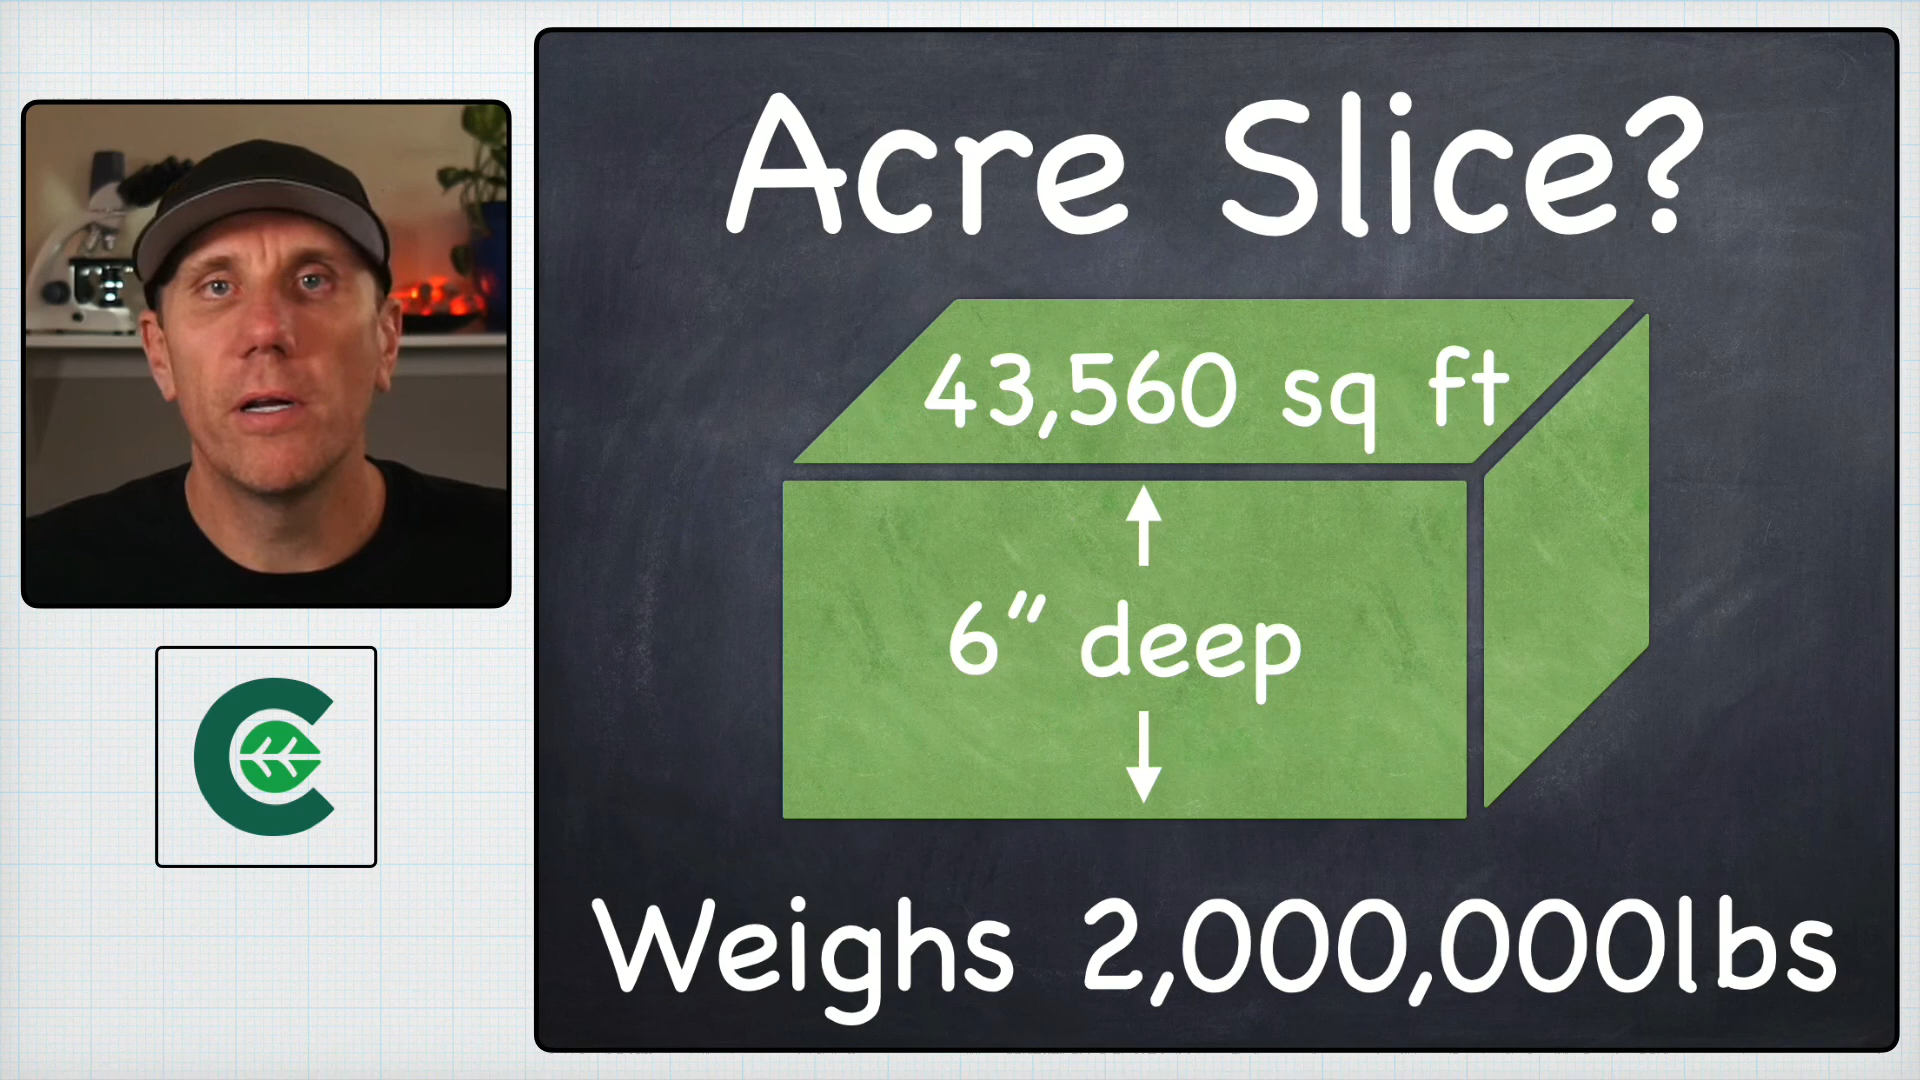 Acre Slice?
43,560 sq ft
6” deep
Weighs 2,000,000lbs